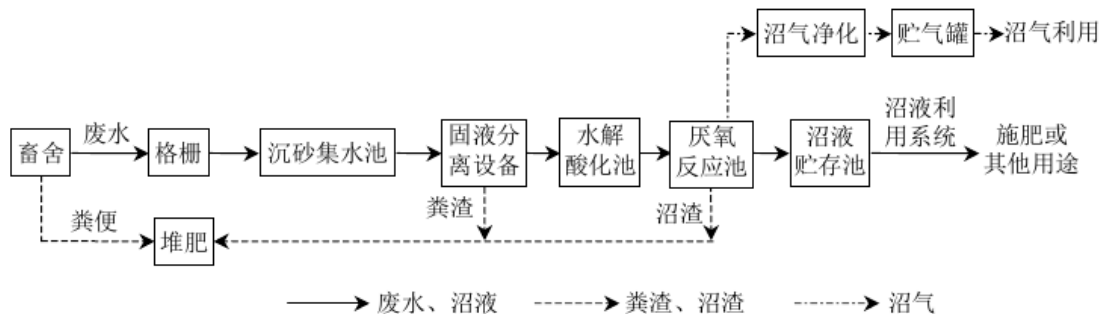 沼气净化
贮气罐
沼气利用
畜舍
废水
格栅
沉砂集水池
固液分
离设备
水解
酸化池
厌氧
反应池
沼液
贮存池
沼液利
用系统
施肥或
其他用途
粪便
堆肥
粪渣
沼渣
废水、沼液
粪渣、沼渣
沼气